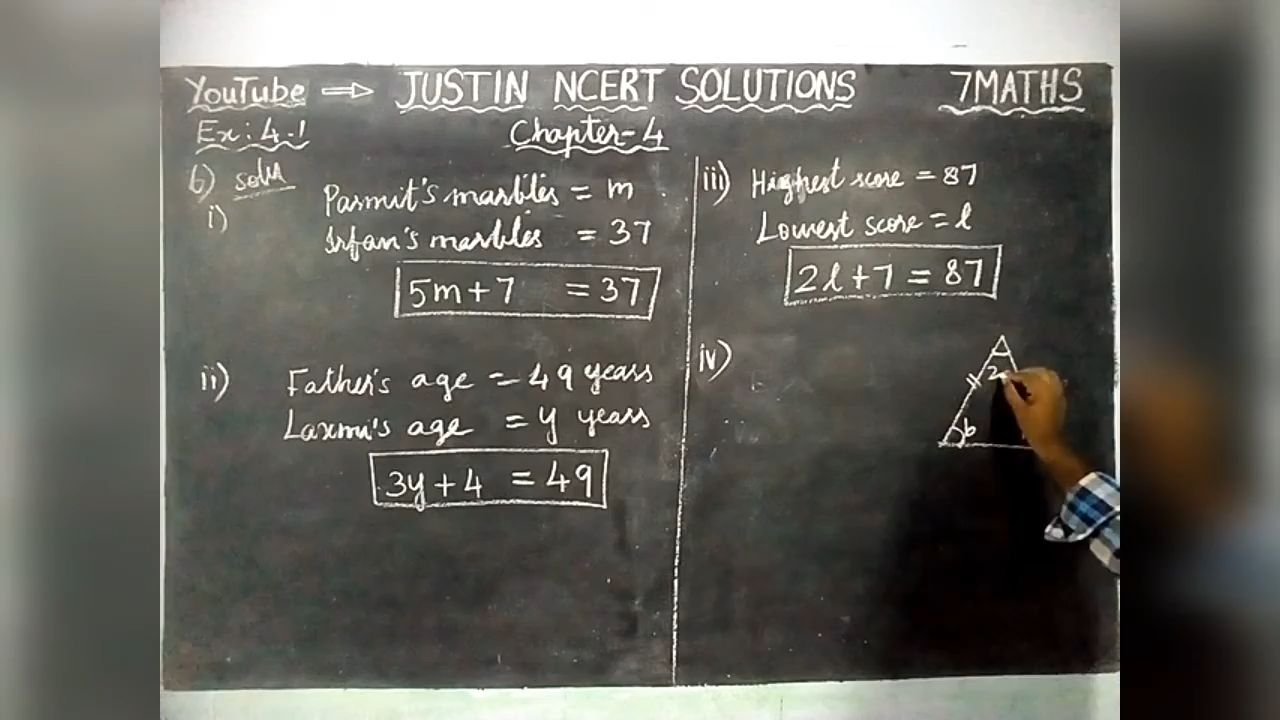 YouTube ⇒ JUSTIN NCERT SOLUTIONS 7MATHS
Ex: 4.1 Chapter-4
6) soln
i)
Parmit's marbles = m
Irfan's marbles = 37
5m+7 = 37
ii) Father's age = 49 years
Laxmi's age = y years
3y+4 = 49
iii) Highest score = 87
Lowest score = l
2l+7 = 87
iv)
2
b